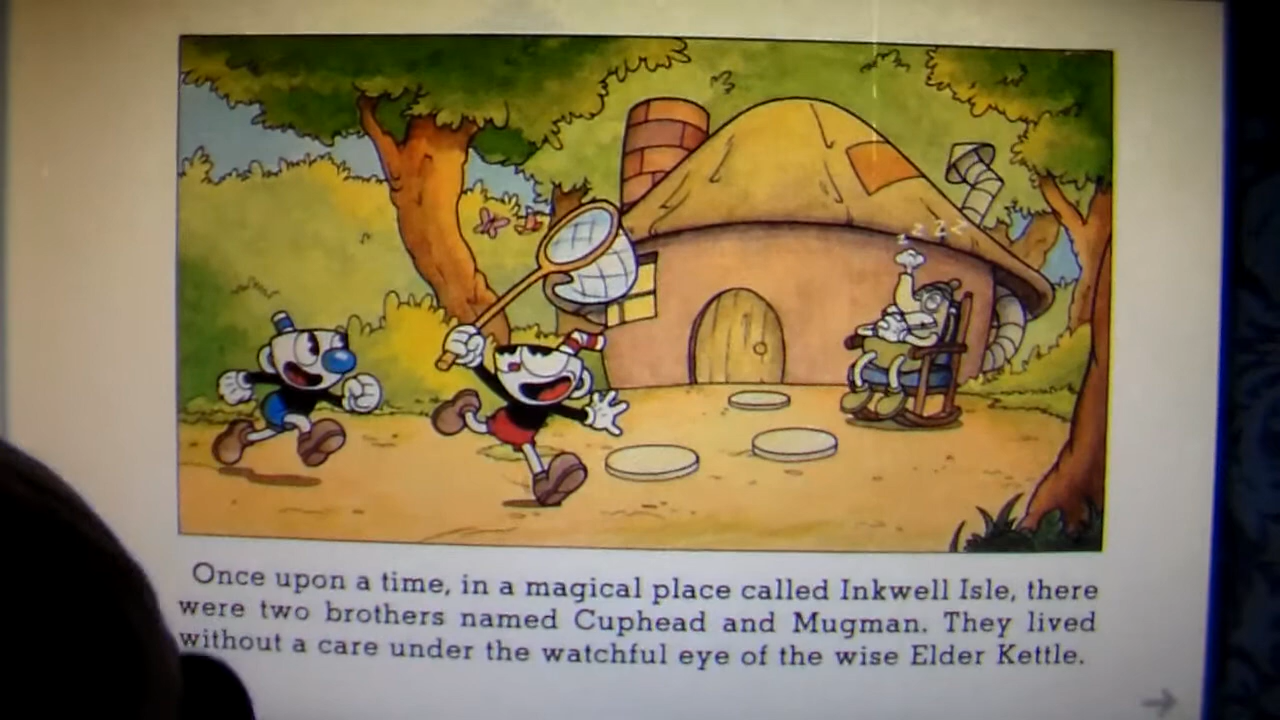 z z z z
Once upon a time, in a magical place called Inkwell Isle, there
were two brothers named Cuphead and Mugman. They lived
without a care under the watchful eye of the wise Elder Kettle.